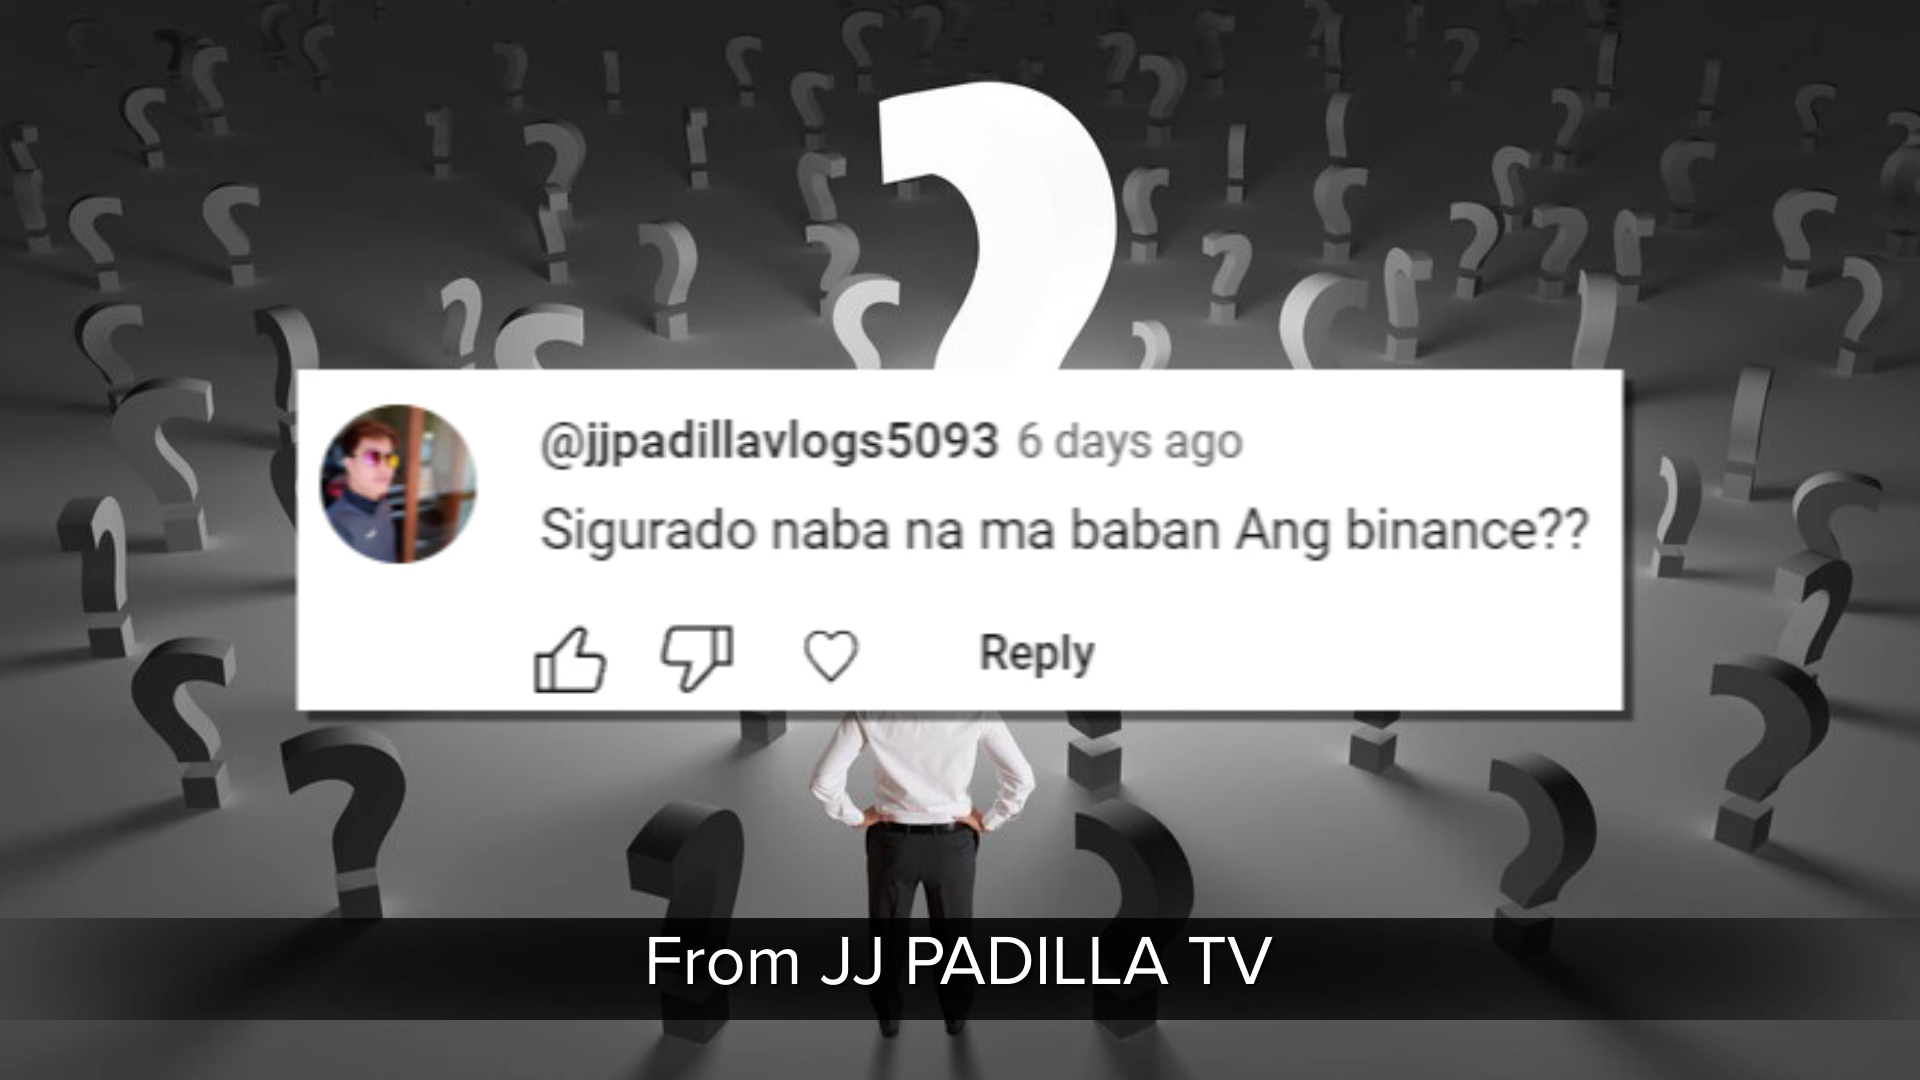 @jjpadillavlogs5093 6 days ago
Sigurado naba na ma baban Ang binance??
Reply
From JJ PADILLA TV